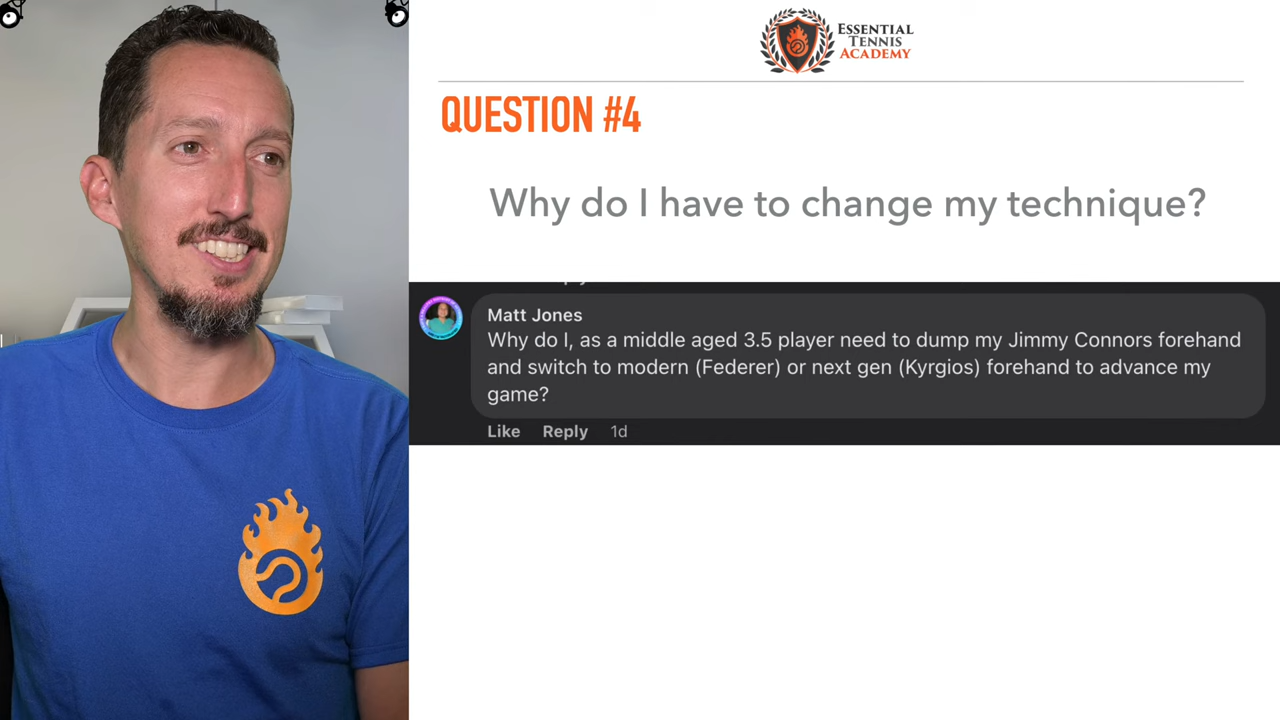 ESSENTIAL
TENNIS
ACADEMY
QUESTION #4
Why do I have to change my technique?
Matt Jones
Why do I, as a middle aged 3.5 player need to dump my Jimmy Connors forehand
and switch to modern (Federer) or next gen (Kyrgios) forehand to advance my
game?
Like Reply 1d